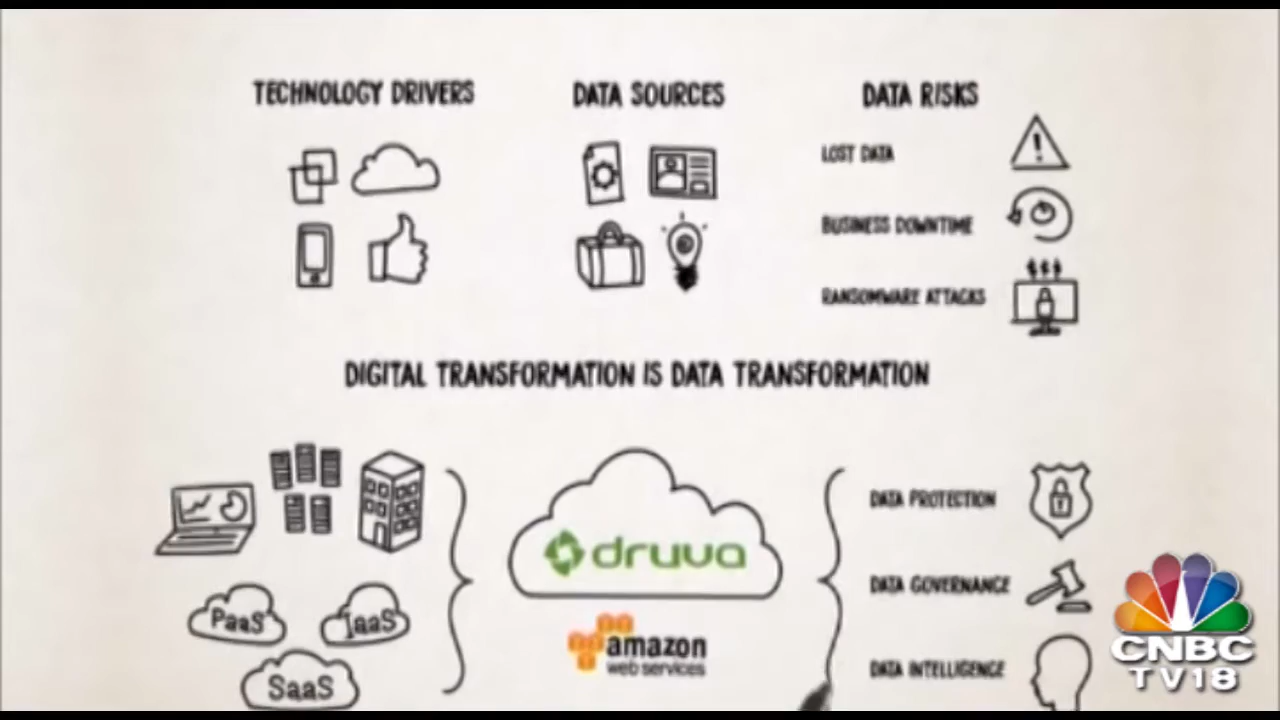 TECHNOLOGY DRIVERS
DATA SOURCES
DATA RISKS
LOST DATA
BUSINESS DOWNTIME
RANSOMWARE ATTACKS
DIGITAL TRANSFORMATION IS DATA TRANSFORMATION
PaaS
IaaS
SaaS
druva
amazon
web services
DATA PROTECTION
DATA GOVERNANCE
DATA INTELLIGENCE
CNBC
TV18